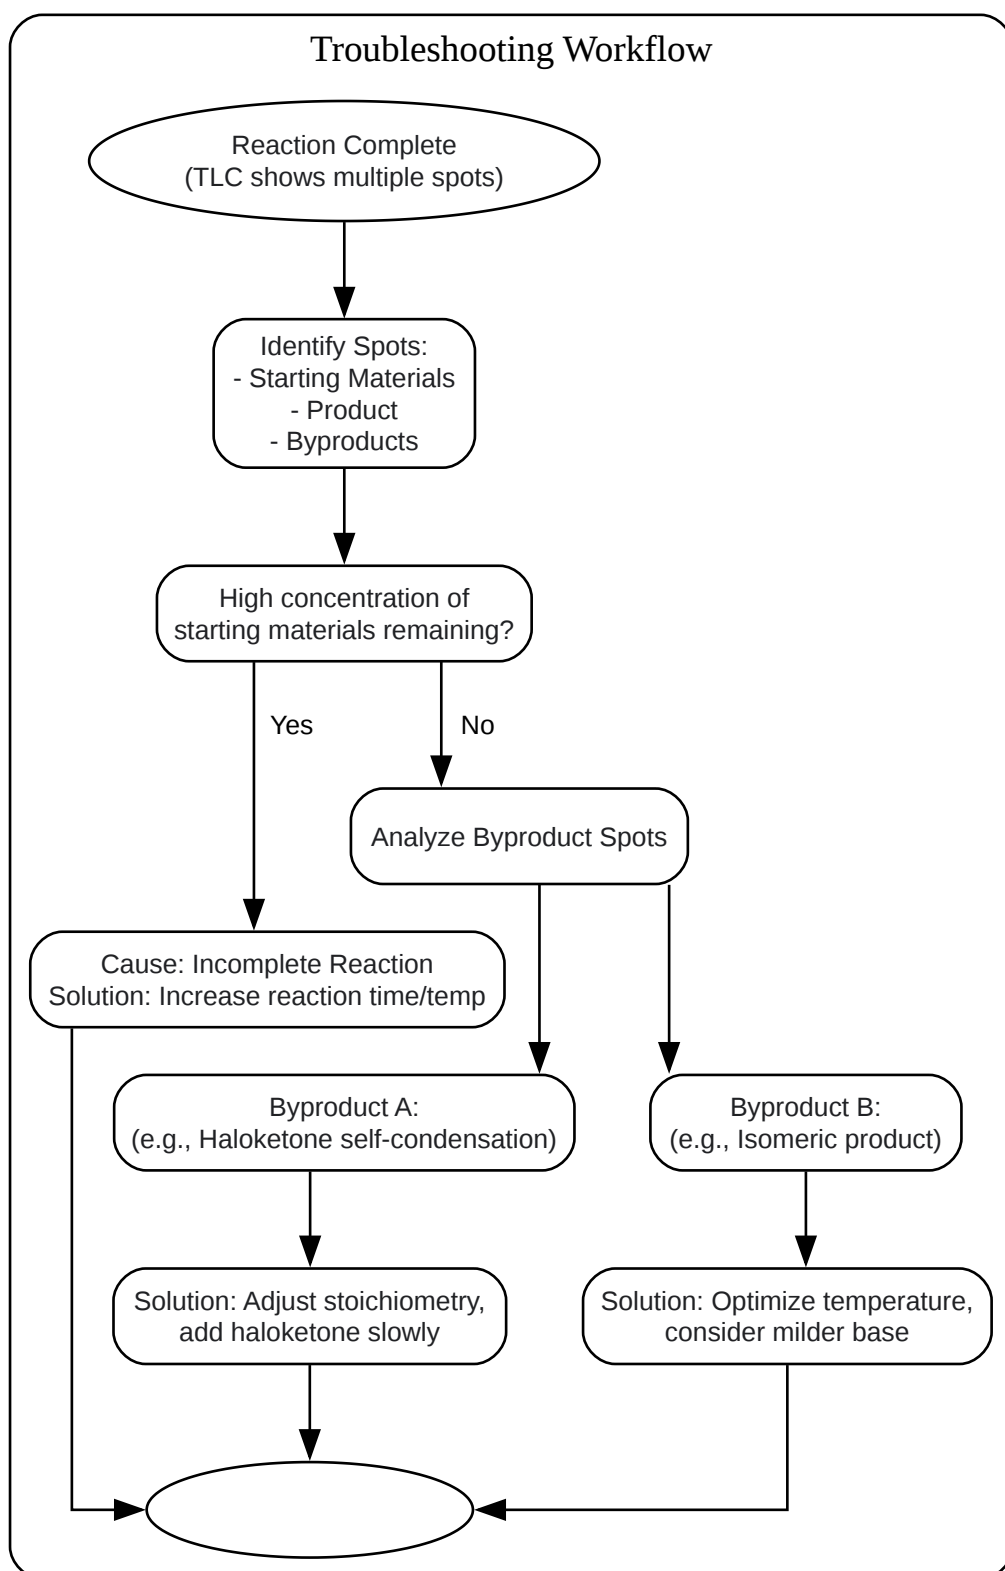 Troubleshooting Workflow
Reaction Complete
(TLC shows multiple spots)
Identify Spots:
- Starting Materials
- Product
- Byproducts
High concentration of
starting materials remaining?
Yes
No
Analyze Byproduct Spots
Cause: Incomplete Reaction
Solution: Increase reaction time/temp
Byproduct A:
(e.g., Haloketone self-condensation)
Byproduct B:
(e.g., Isomeric product)
Solution: Adjust stoichiometry,
add haloketone slowly
Solution: Optimize temperature,
consider milder base